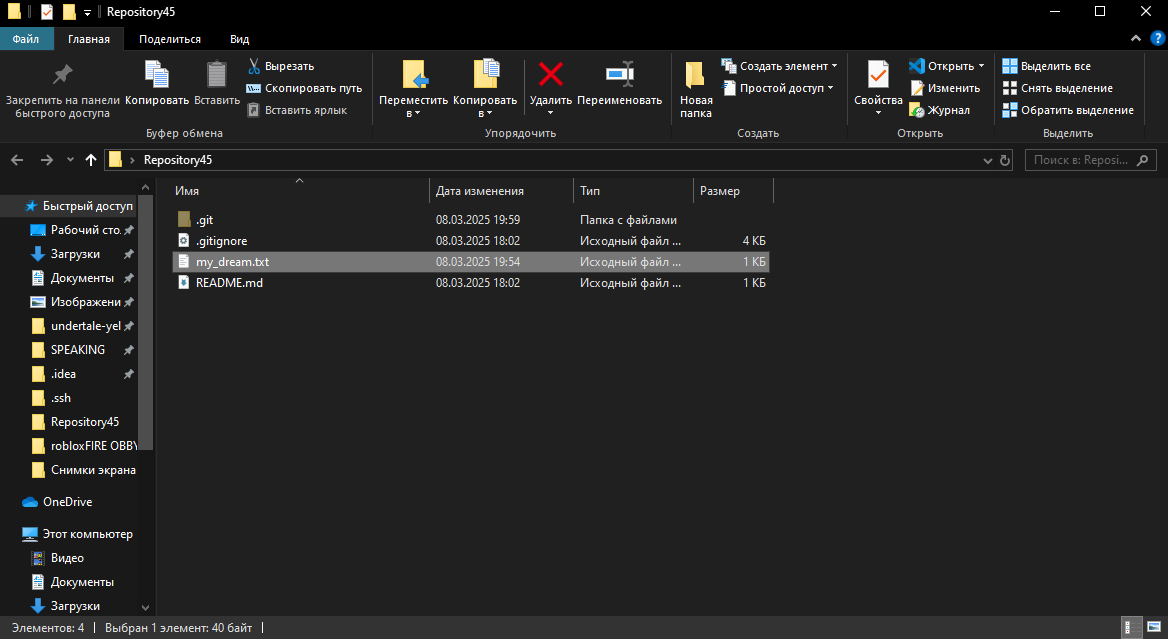 Repository45
Файл Главная Поделиться Вид
Закрепить на панели быстрого доступа
Копировать
Вставить
Вырезать
Скопировать путь
Вставить ярлык
Буфер обмена
Переместить в
Копировать в
Удалить
Переименовать
Упорядочить
Новая папка
Создать элемент
Простой доступ
Создать
Свойства
Открыть
Изменить
Журнал
Открыть
Выделить все
Снять выделение
Обратить выделение
Выделить
Repository45
Поиск в: Reposi...
Быстрый доступ
Рабочий сто.
Загрузки
Документы
Изображени
undertale-yel
SPEAKING
.idea
.ssh
Repository45
robloxFIRE OBBY
Снимки экрана
OneDrive
Этот компьютер
Видео
Документы
Загрузки
Имя Дата изменения Тип Размер
.git 08.03.2025 19:59 Папка с файлами
.gitignore 08.03.2025 18:02 Исходный файл ... 4 КБ
my_dream.txt 08.03.2025 19:54 Исходный файл ... 1 КБ
README.md 08.03.2025 18:02 Исходный файл ... 1 КБ
Элементов: 4 Выбран 1 элемент: 40 байт